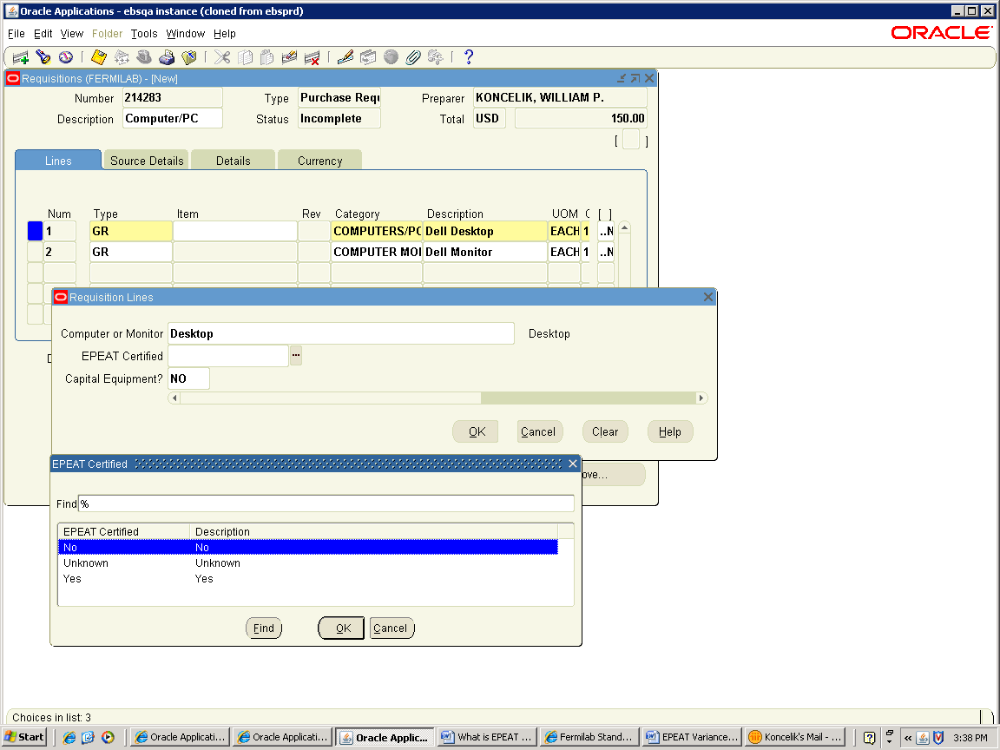 Oracle Applications - ebsqa instance (cloned from ebsprd)
File Edit View Folder Tools Window Help
ORACLE
Requisitions (FERMILAB) - [New]
Number 214283 Type Purchase Requ Preparer KONCELIK, WILLIAM P.
Description Computer/PC Status Incomplete Total USD 150.00
[ ]
Lines Source Details Details Currency
Num Type Item Rev Category Description UOM [ ]
1 GR COMPUTERS/PC Dell Desktop EACH 1 ..N
2 GR COMPUTER MOI Dell Monitor EACH 1 ..N
Requisition Lines
Computer or Monitor Desktop Desktop
EPEAT Certified ...
Capital Equipment? NO
OK Cancel Clear Help
EPEAT Certified
ove...
Find %
EPEAT Certified Description
No No
Unknown Unknown
Yes Yes
Find OK Cancel
Choices in list: 3
Start Oracle Applicati... Oracle Applicati... Oracle Applic... What is EPEAT ... Fermilab Stand... EPEAT Variance... Koncelik's Mail - ... « 3:38 PM